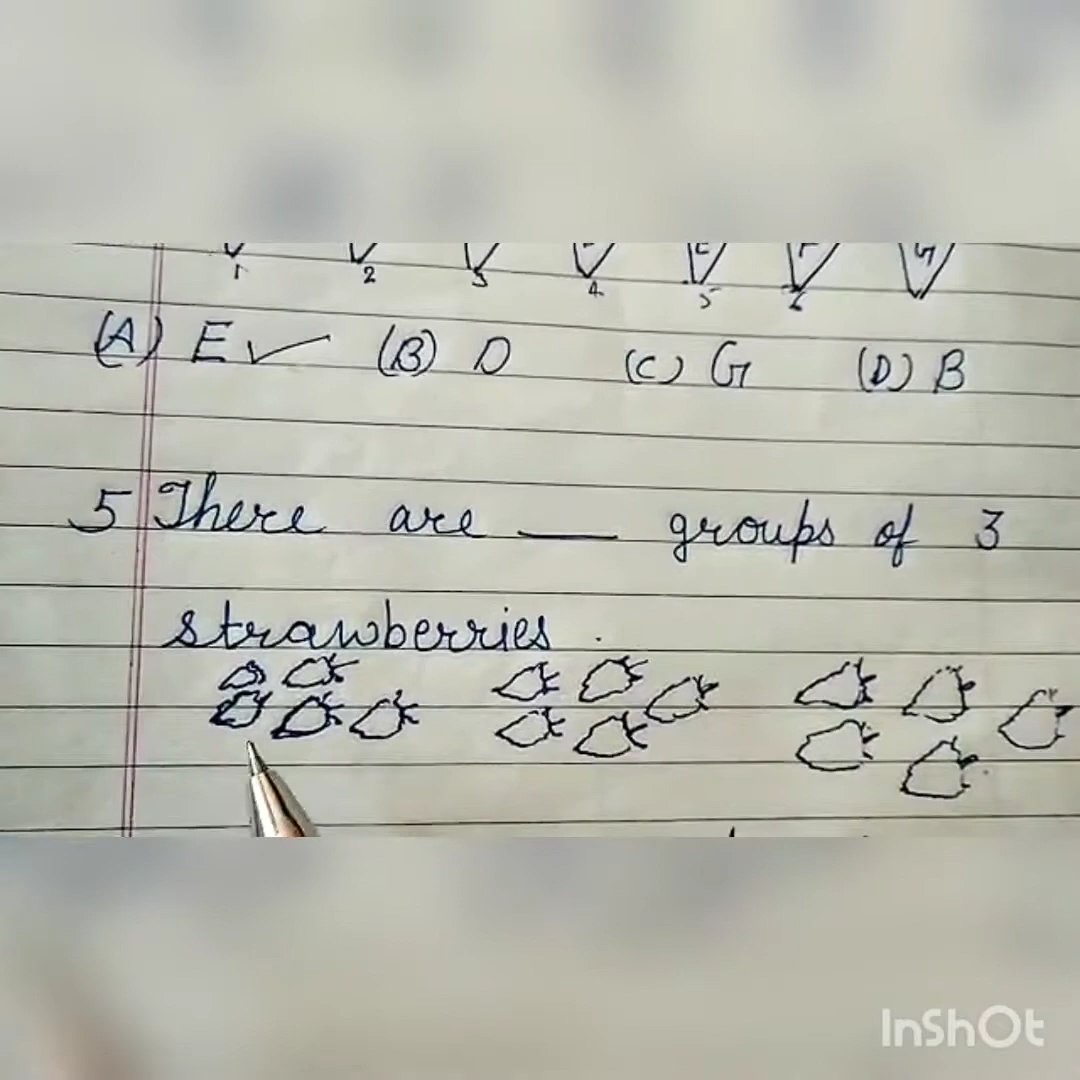 1 2 3 4 5 6
(A) E ✓ (B) D (C) G (D) B
5 There are ___ groups of 3
strawberries.
InShOt